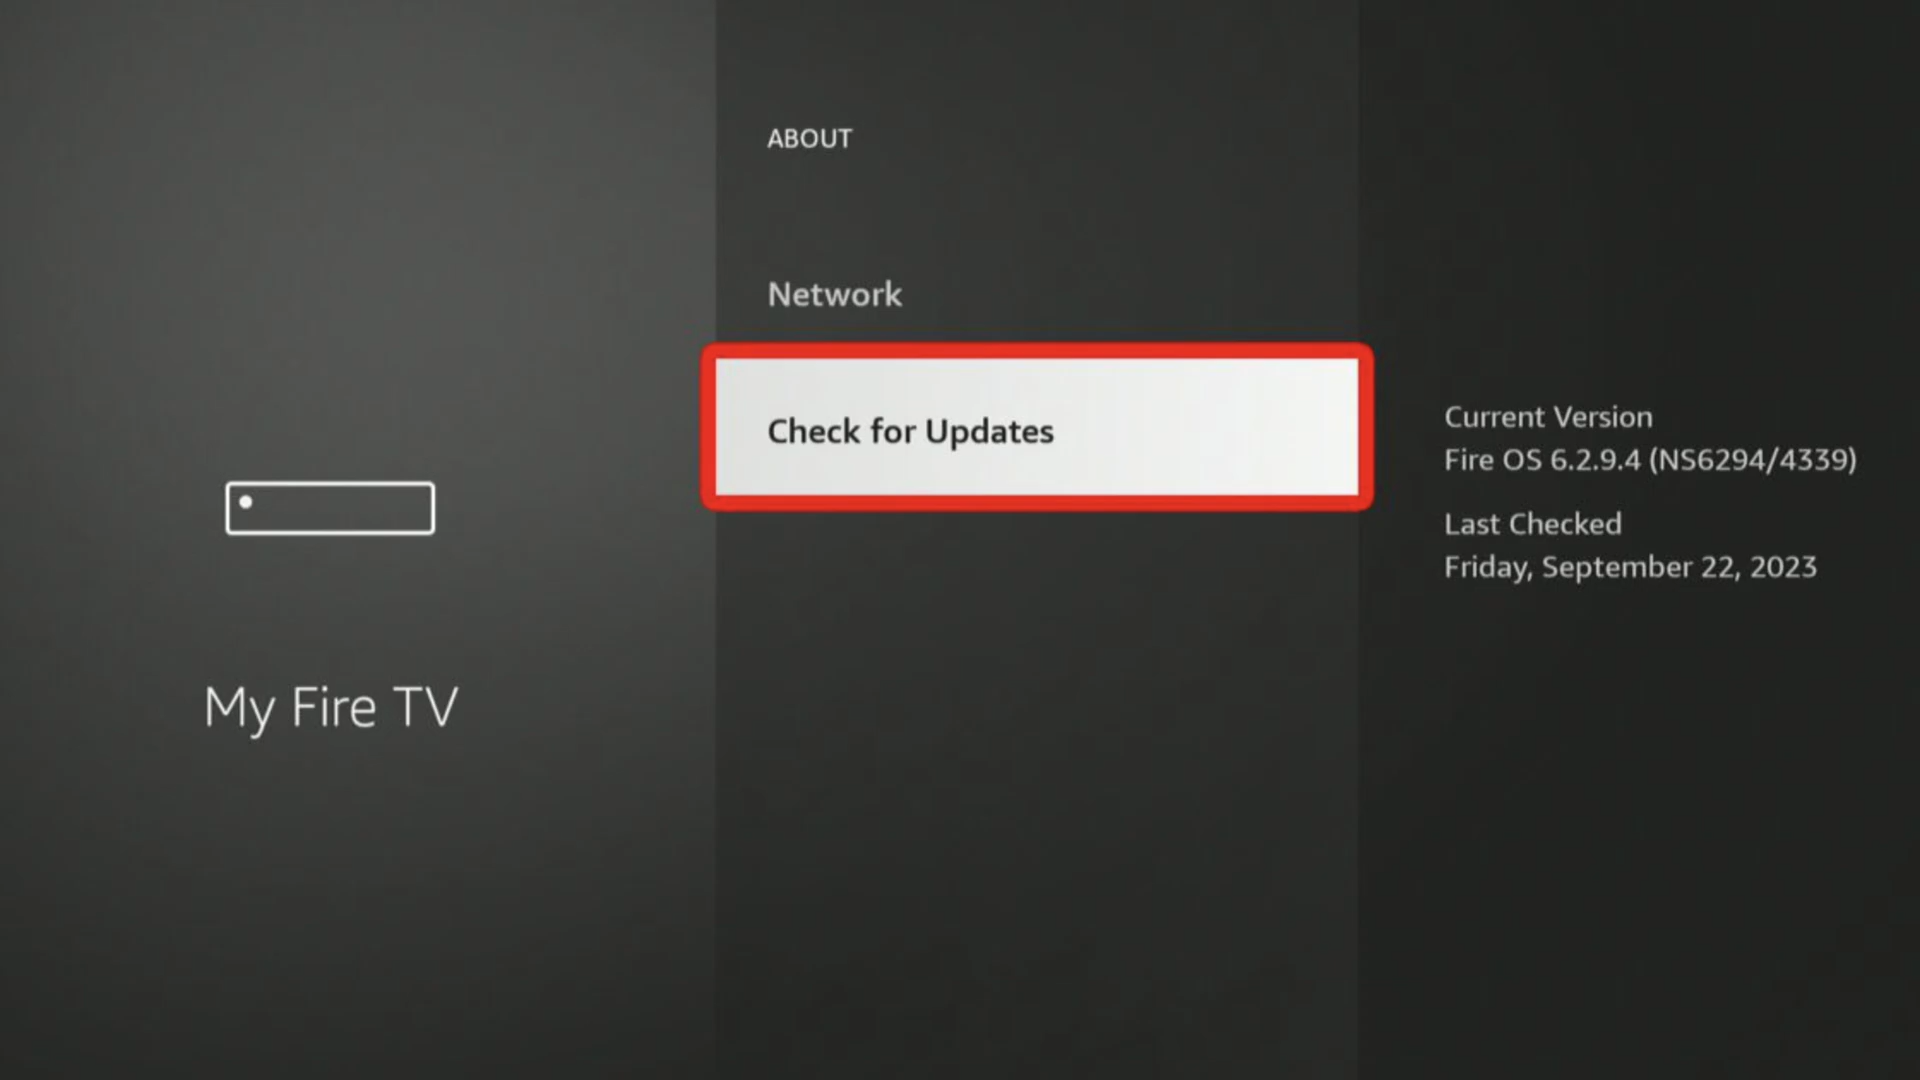 ABOUT
Network
Check for Updates
Current Version
Fire OS 6.2.9.4 (NS6294/4339)
Last Checked
Friday, September 22, 2023
My Fire TV